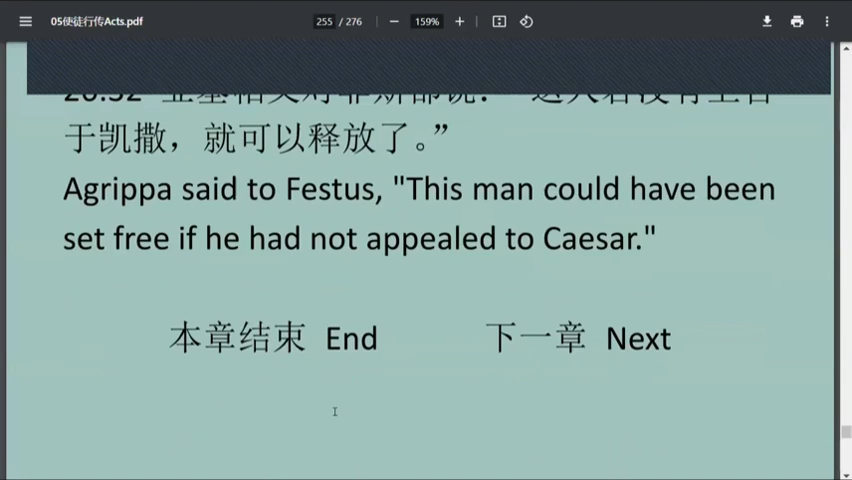 05使徒行传Acts.pdf
255 / 276
159%
于凯撒，就可以释放了。”
Agrippa said to Festus, "This man could have been
set free if he had not appealed to Caesar."
本章结束 End 下一章 Next